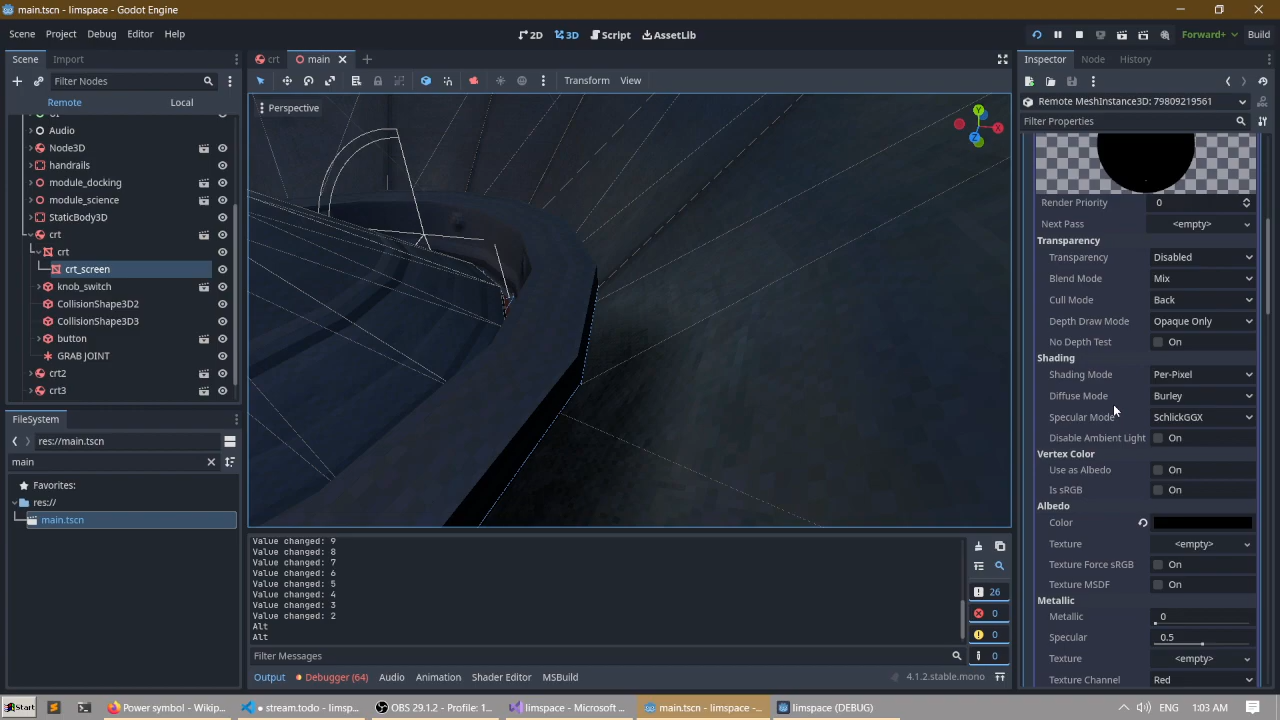 main.tscn - limspace - Godot Engine
Scene Project Debug Editor Help
2D 3D Script AssetLib
Forward+ Build
Scene Import
crt main
Inspector Node History
Filter Nodes
Transform View
Remote Local
Perspective
Remote MeshInstance3D: 79809219561
Filter Properties
Audio
Node3D
handrails
module_docking
module_science
StaticBody3D
crt
crt
crt_screen
knob_switch
CollisionShape3D2
CollisionShape3D3
button
GRAB JOINT
crt2
crt3
X
Y
Z
Render Priority 0
Next Pass <empty>
Transparency
Transparency Disabled
Blend Mode Mix
Cull Mode Back
Depth Draw Mode Opaque Only
No Depth Test On
Shading
Shading Mode Per-Pixel
Diffuse Mode Burley
Specular Mode SchlickGGX
Disable Ambient Light On
Vertex Color
Use as Albedo On
Is sRGB On
Albedo
Color
Texture <empty>
Texture Force sRGB On
Texture MSDF On
Metallic
Metallic 0
Specular 0.5
Texture <empty>
Texture Channel Red
FileSystem
res://main.tscn
main
Favorites:
res://
main.tscn
Value changed: 9
Value changed: 8
Value changed: 7
Value changed: 6
Value changed: 5
Value changed: 4
Value changed: 3
Value changed: 2
Alt
Alt
26
0
0
0
Filter Messages
Output Debugger (64) Audio Animation Shader Editor MSBuild
4.1.2.stable.mono
Start
Power symbol - Wikip...
stream.todo - limsp...
OBS 29.1.2 - Profile: 1...
limspace - Microsoft ...
main.tscn - limspace -...
limspace (DEBUG)
1:03 AM